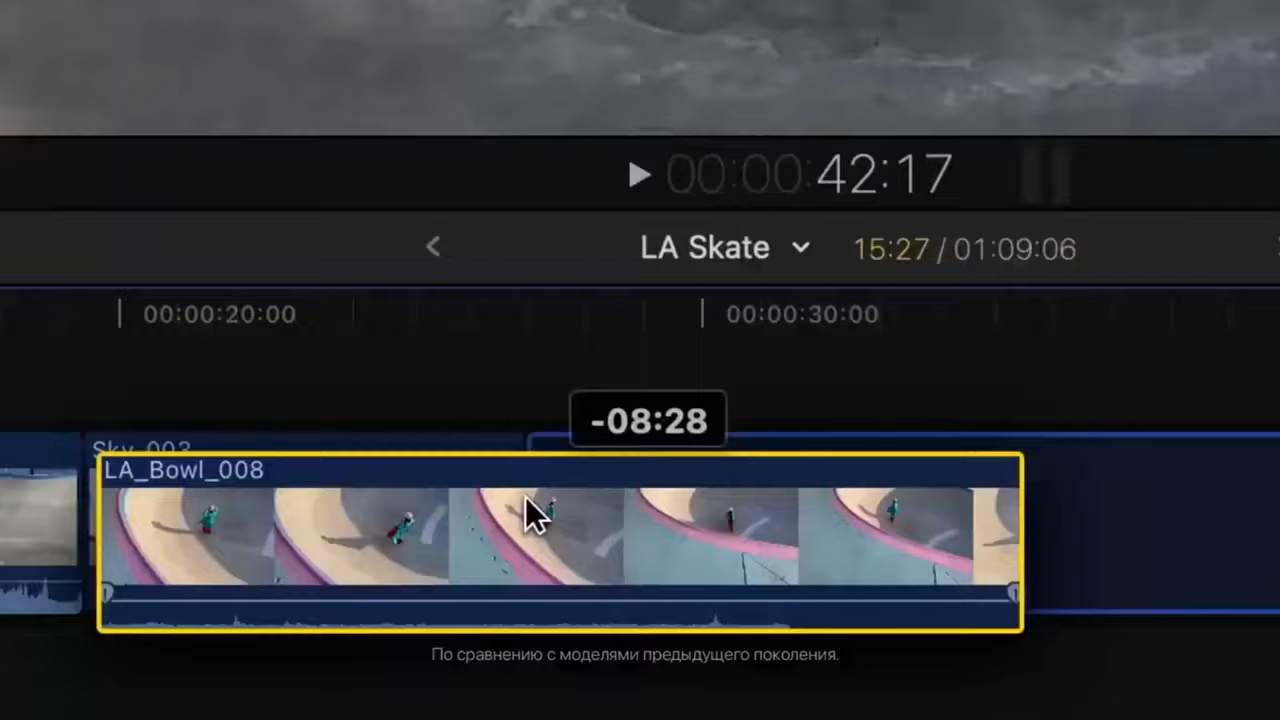 00:00:42:17
LA Skate 15:27 / 01:09:06
00:00:20:00 00:00:30:00
-08:28
Sky_003
LA_Bowl_008
По сравнению с моделями предыдущего поколения.